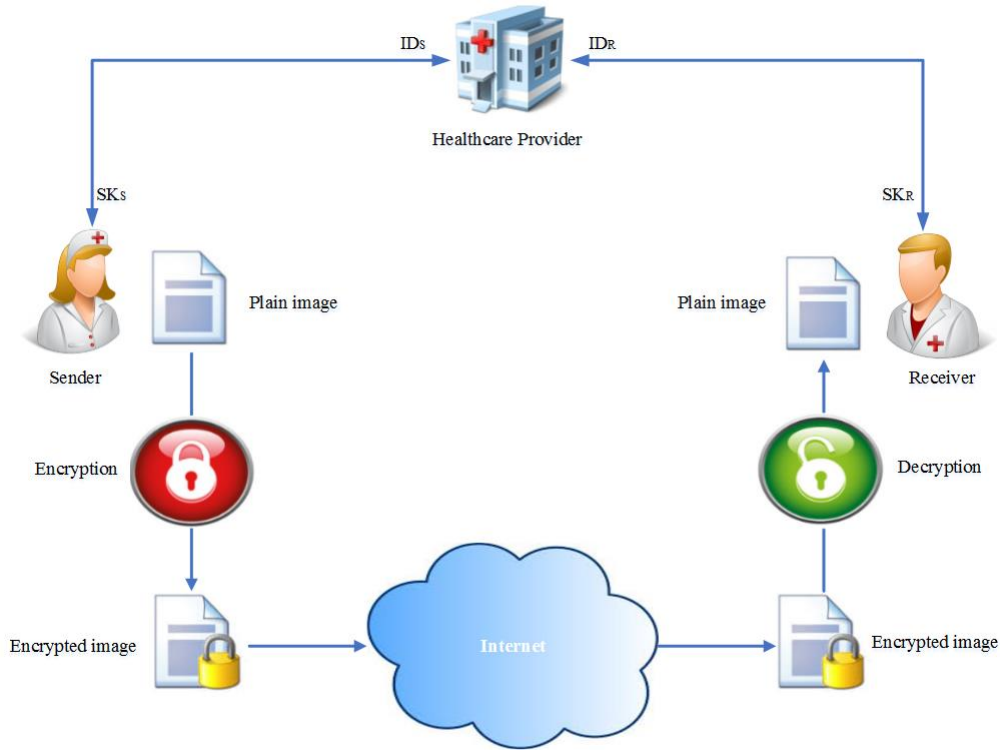 IDS
IDR
Healthcare Provider
SKS
SKR
Plain image
Plain image
Sender
Receiver
Encryption
Decryption
Encrypted image
Internet
Encrypted image